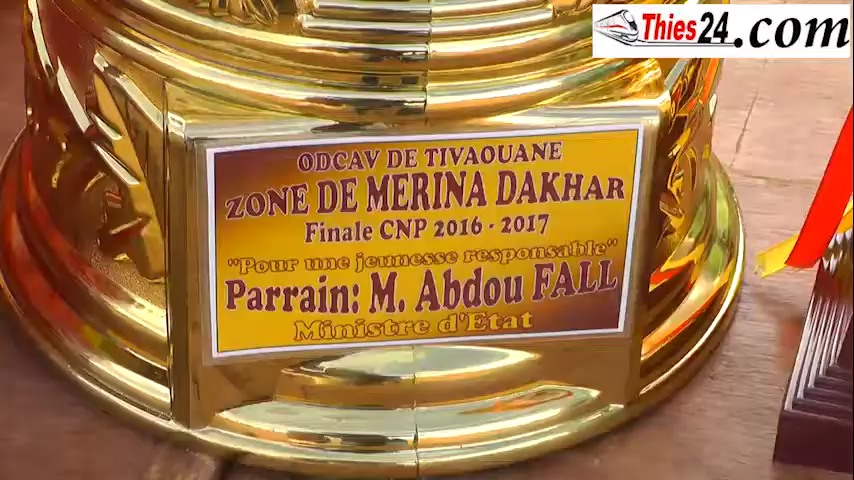 Thies24.com
ODCAV DE TIVAOUANE
ZONE DE MERINA DAKHAR
Finale CNP 2016 - 2017
"Pour une jeunesse responsable"
Parrain: M. Abdou FALL
Ministre d'Etat